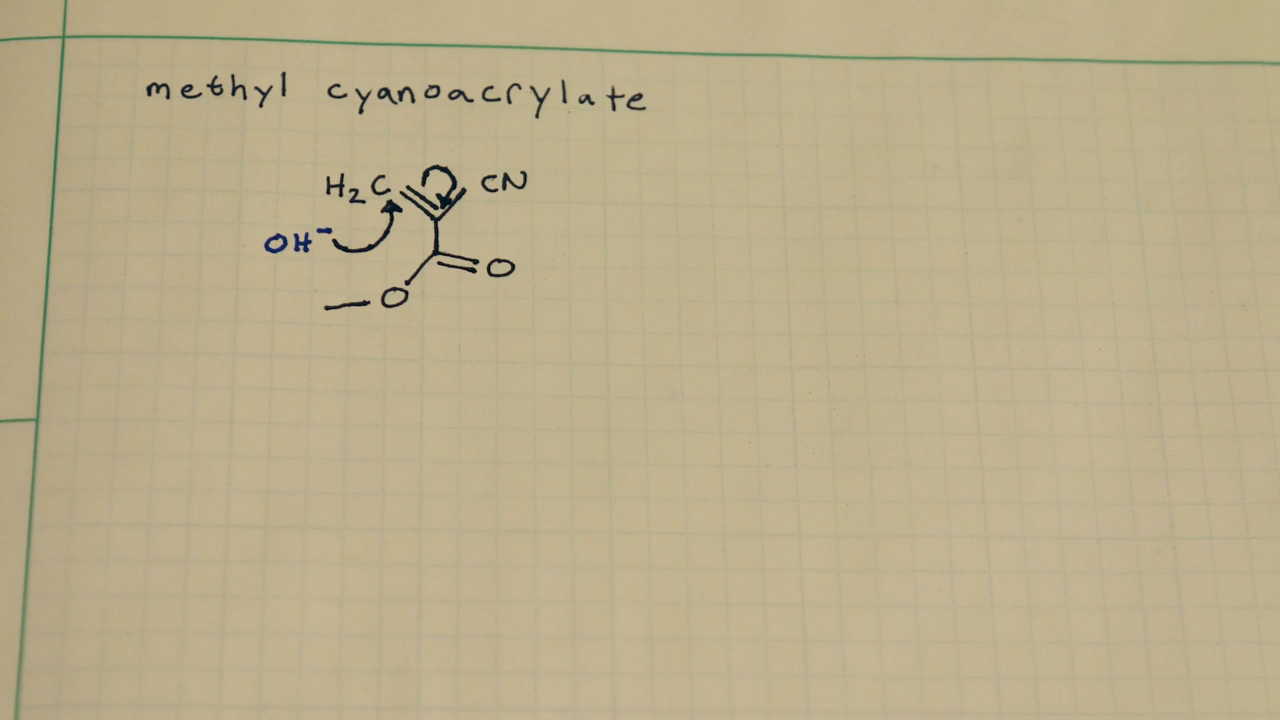 methyl cyanoacrylate
H₂C CN
OH⁻
O
O